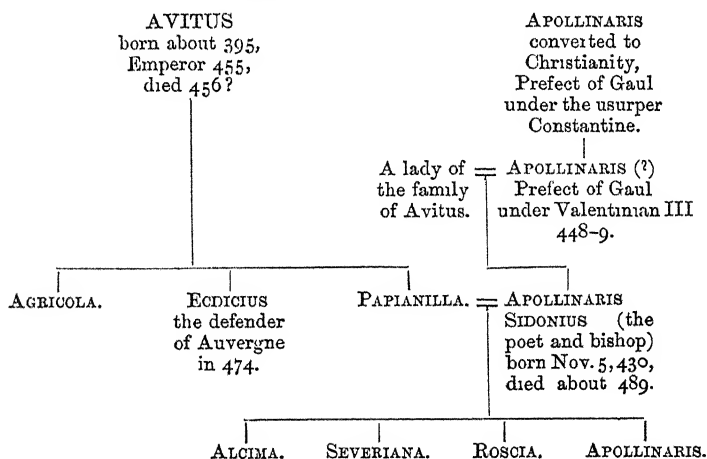 AVITUS
born about 395,
Emperor 455,
died 456?
APOLLINARIS
converted to
Christianity,
Prefect of Gaul
under the usurper
Constantine.
A lady of
the family
of Avitus.
=
APOLLINARIS (?)
Prefect of Gaul
under Valentinian III
448–9.
AGRICOLA.
ECDICIUS
the defender
of Auvergne
in 474.
PAPIANILLA.
=
APOLLINARIS
SIDONIUS (the
poet and bishop)
born Nov. 5, 430,
died about 489.
ALCIMA. SEVERIANA. ROSCIA. APOLLINARIS.